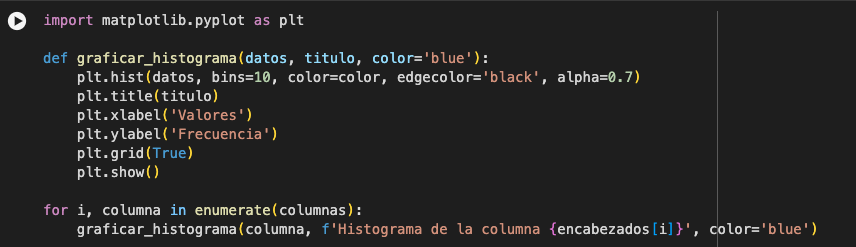 import matplotlib.pyplot as plt
def graficar_histograma(datos, titulo, color='blue'):
plt.hist(datos, bins=10, color=color, edgecolor='black', alpha=0.7)
plt.title(titulo)
plt.xlabel('Valores')
plt.ylabel('Frecuencia')
plt.grid(True)
plt.show()
for i, columna in enumerate(columnas):
graficar_histograma(columna, f'Histograma de la columna {encabezados[i]}', color='blue')